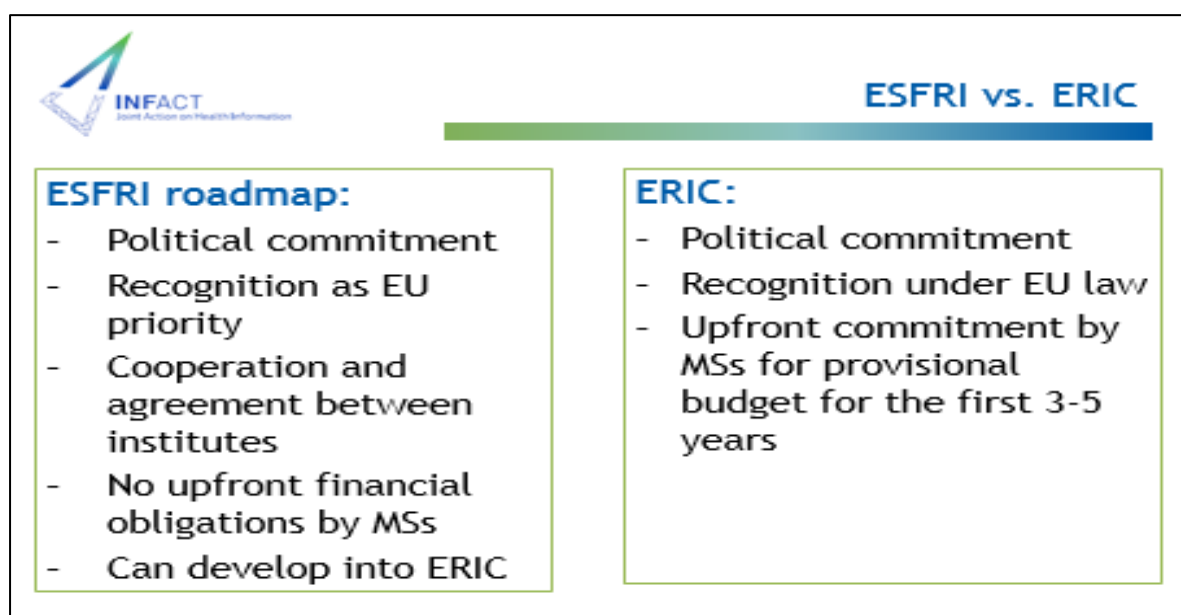 INFACT
Joint Action on Health Information
ESFRI vs. ERIC
ESFRI roadmap:
- Political commitment
- Recognition as EU
priority
- Cooperation and
agreement between
institutes
- No upfront financial
obligations by MSs
- Can develop into ERIC
ERIC:
- Political commitment
- Recognition under EU law
- Upfront commitment by
MSs for provisional
budget for the first 3-5
years